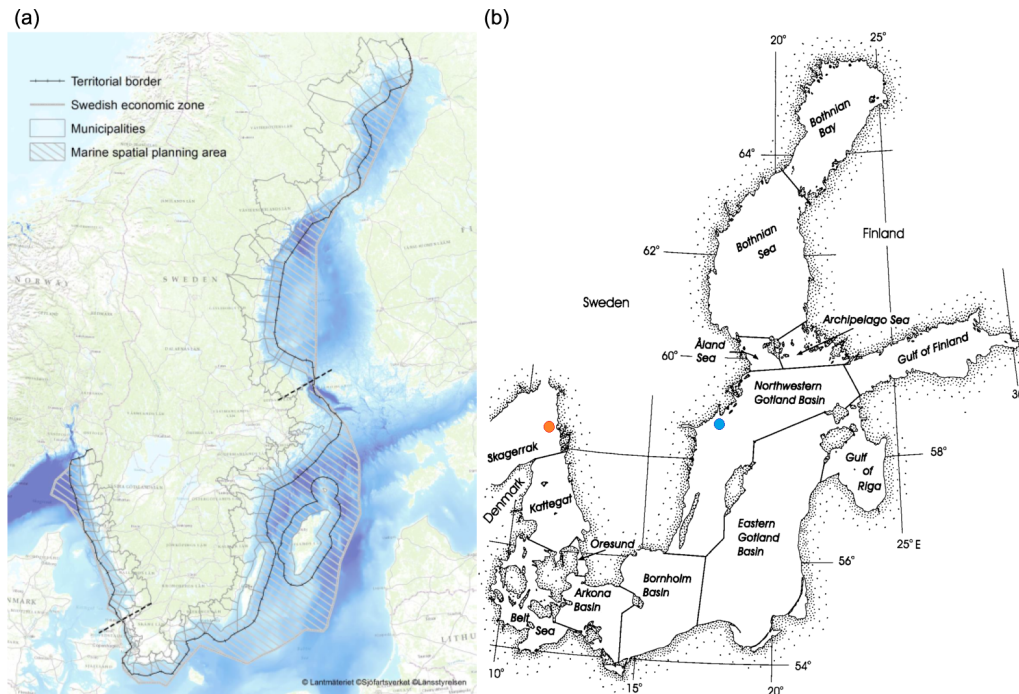 (a)
Territorial border
Swedish economic zone
Municipalities
Marine spatial planning area
SWEDEN
NORWAY
NMARK
LITHU
© Lantmäteriet ©Sjöfartsverket ©Länsstyrelsen
(b)
20°
25°
Bothnian
Bay
64°
Bothnian
Sea
Finland
62°
Sweden
Archipelago Sea
Åland
Sea
60°
Gulf of Finland
Northwestern
Gotland Basin
30
Skagerrak
58°
Gulf
of
Riga
Denmark
Kattegat
Eastern
Gotland
Basin
25° E
Öresund
56°
Bornholm
Basin
Arkona
Basin
Belt
Sea
54°
10°
15°
20°